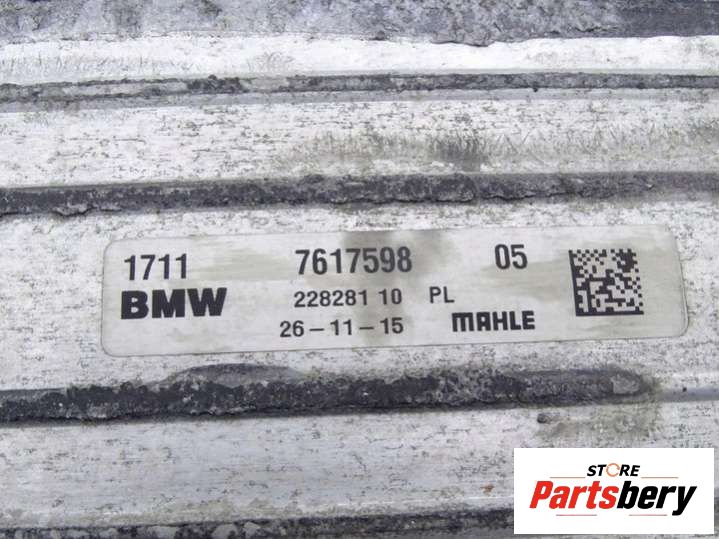 1711 7617598 05
BMW 228281 10 PL
26-11-15 MAHLE
STORE
Partsbery